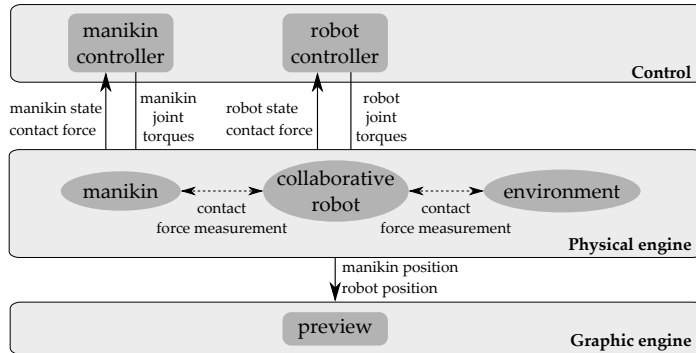 manikin
controller
robot
controller
Control
manikin state
contact force
manikin
joint
torques
robot state
contact force
robot
joint
torques
manikin
collaborative
robot
environment
contact
force measurement
contact
force measurement
Physical engine
manikin position
robot position
preview
Graphic engine